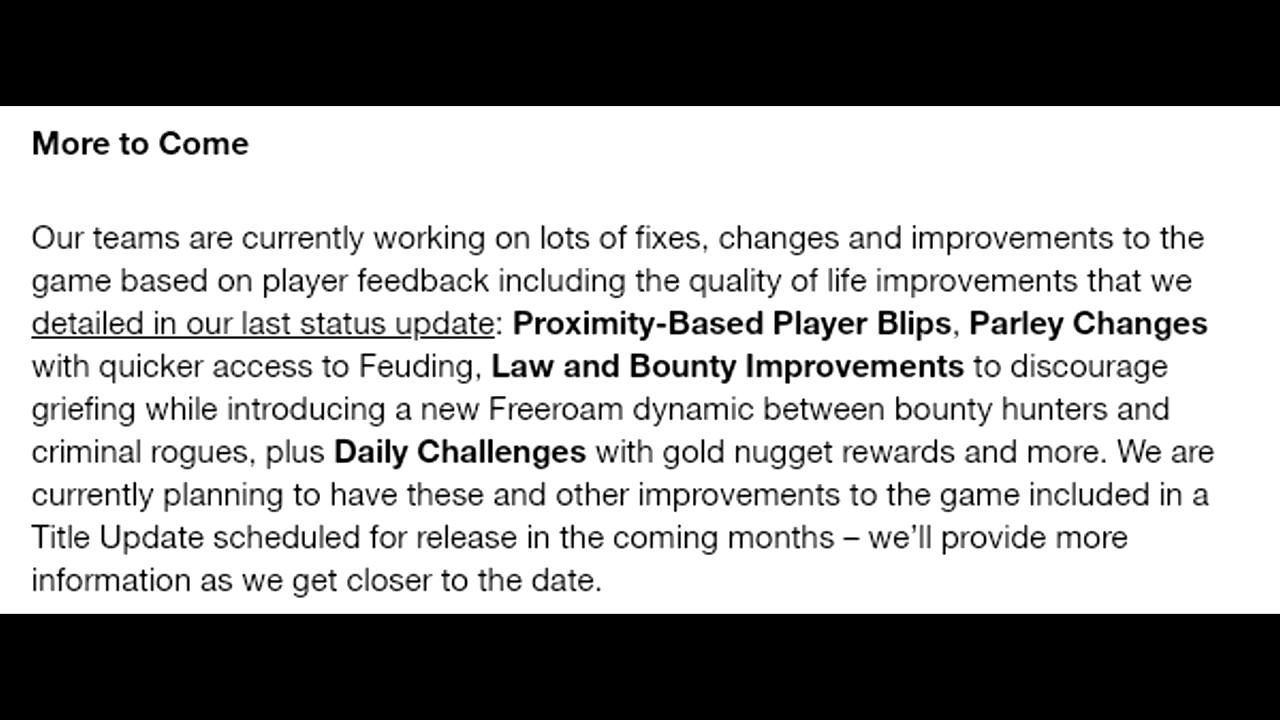 More to Come
Our teams are currently working on lots of fixes, changes and improvements to the
game based on player feedback including the quality of life improvements that we
detailed in our last status update: Proximity-Based Player Blips, Parley Changes
with quicker access to Feuding, Law and Bounty Improvements to discourage
griefing while introducing a new Freeroam dynamic between bounty hunters and
criminal rogues, plus Daily Challenges with gold nugget rewards and more. We are
currently planning to have these and other improvements to the game included in a
Title Update scheduled for release in the coming months – we’ll provide more
information as we get closer to the date.